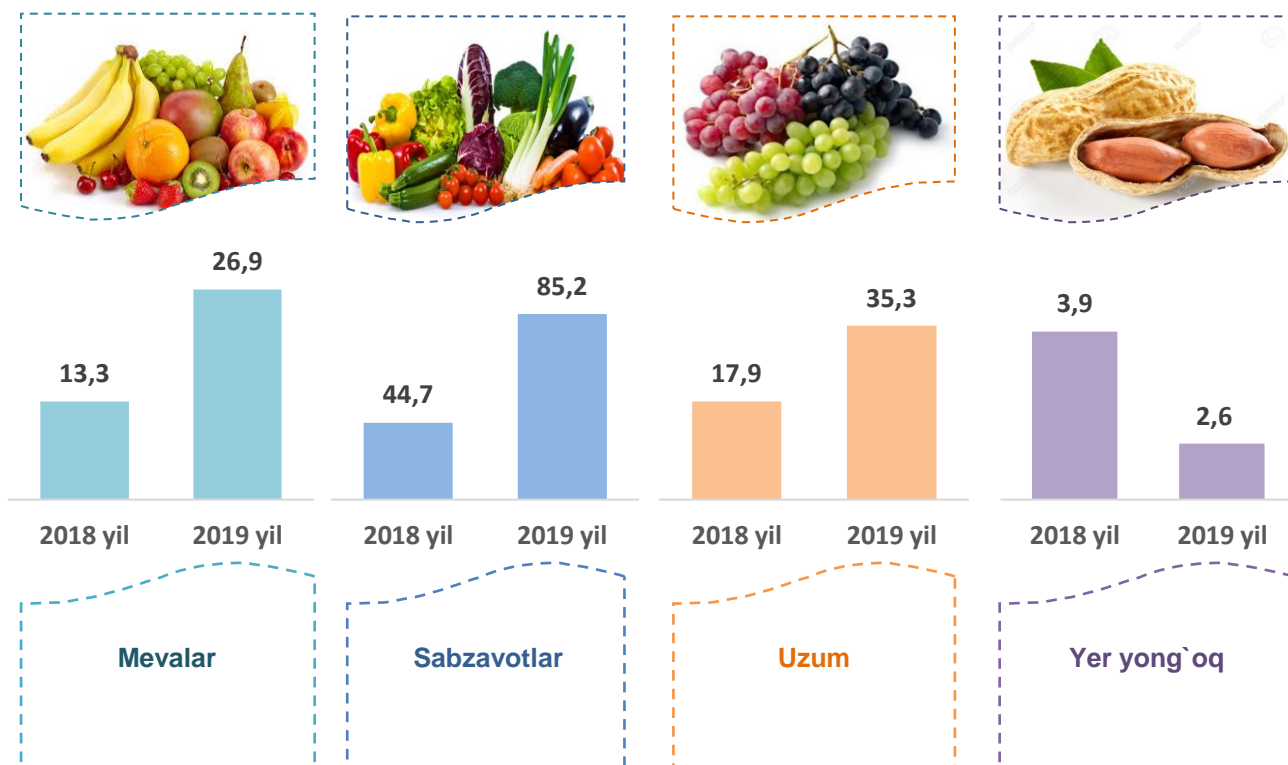 26,9
13,3
2018 yil 2019 yil
Mevalar
85,2
44,7
2018 yil 2019 yil
Sabzavotlar
35,3
17,9
2018 yil 2019 yil
Uzum
3,9
2,6
2018 yil 2019 yil
Yer yong`oq